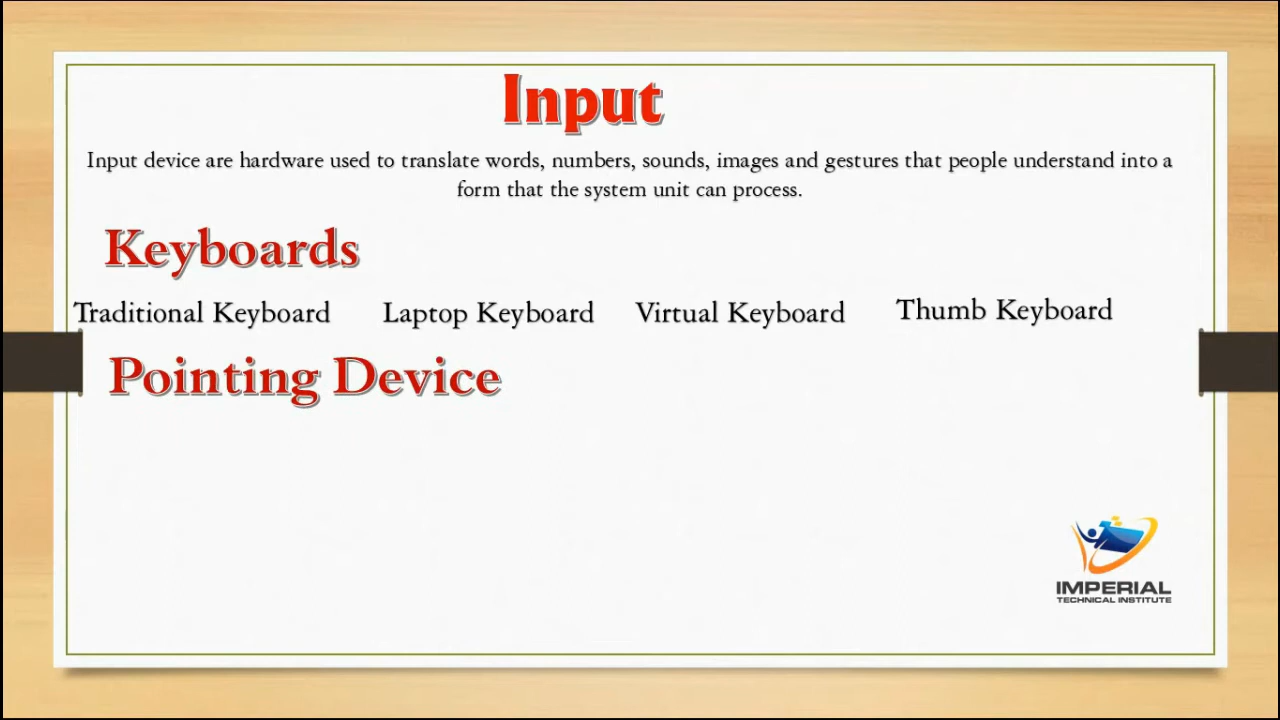 Input
Input device are hardware used to translate words, numbers, sounds, images and gestures that people understand into a
form that the system unit can process.
Keyboards
Traditional Keyboard Laptop Keyboard Virtual Keyboard Thumb Keyboard
Pointing Device
IMPERIAL
TECHNICAL INSTITUTE